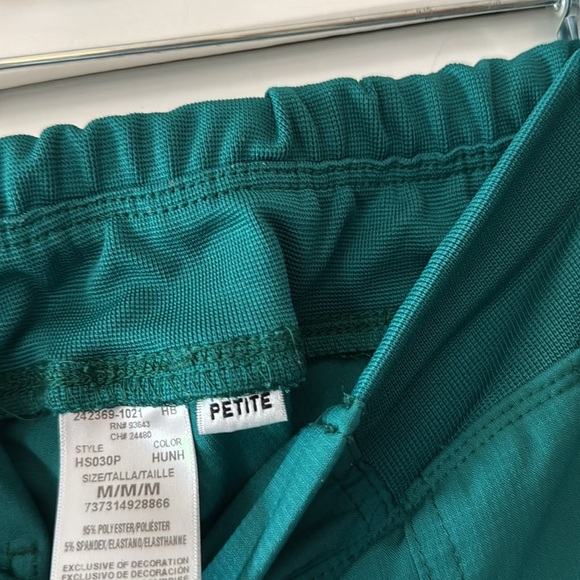 242369-1021 HB
RN# 93643
CH# 24480
STYLE COLOR
HS030P HUNH
SIZE/TALLA/TAILLE
M/M/M
737314928866
95% POLYESTER/POLIÉSTER
5% SPANDEX/ELASTANO/ELASTHANNE
EXCLUSIVE OF DECORATION
EXCLUSIVO DE DECORACIÓN
PETITE